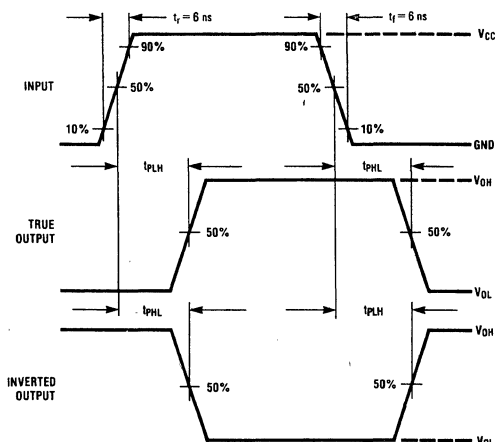 t_r = 6 ns
t_f = 6 ns
V_CC
90%
90%
INPUT
50%
50%
10%
10%
GND
t_PLH
t_PHL
V_OH
TRUE
OUTPUT
50%
50%
V_OL
t_PHL
t_PLH
V_OH
INVERTED
OUTPUT
50%
50%
V_OL